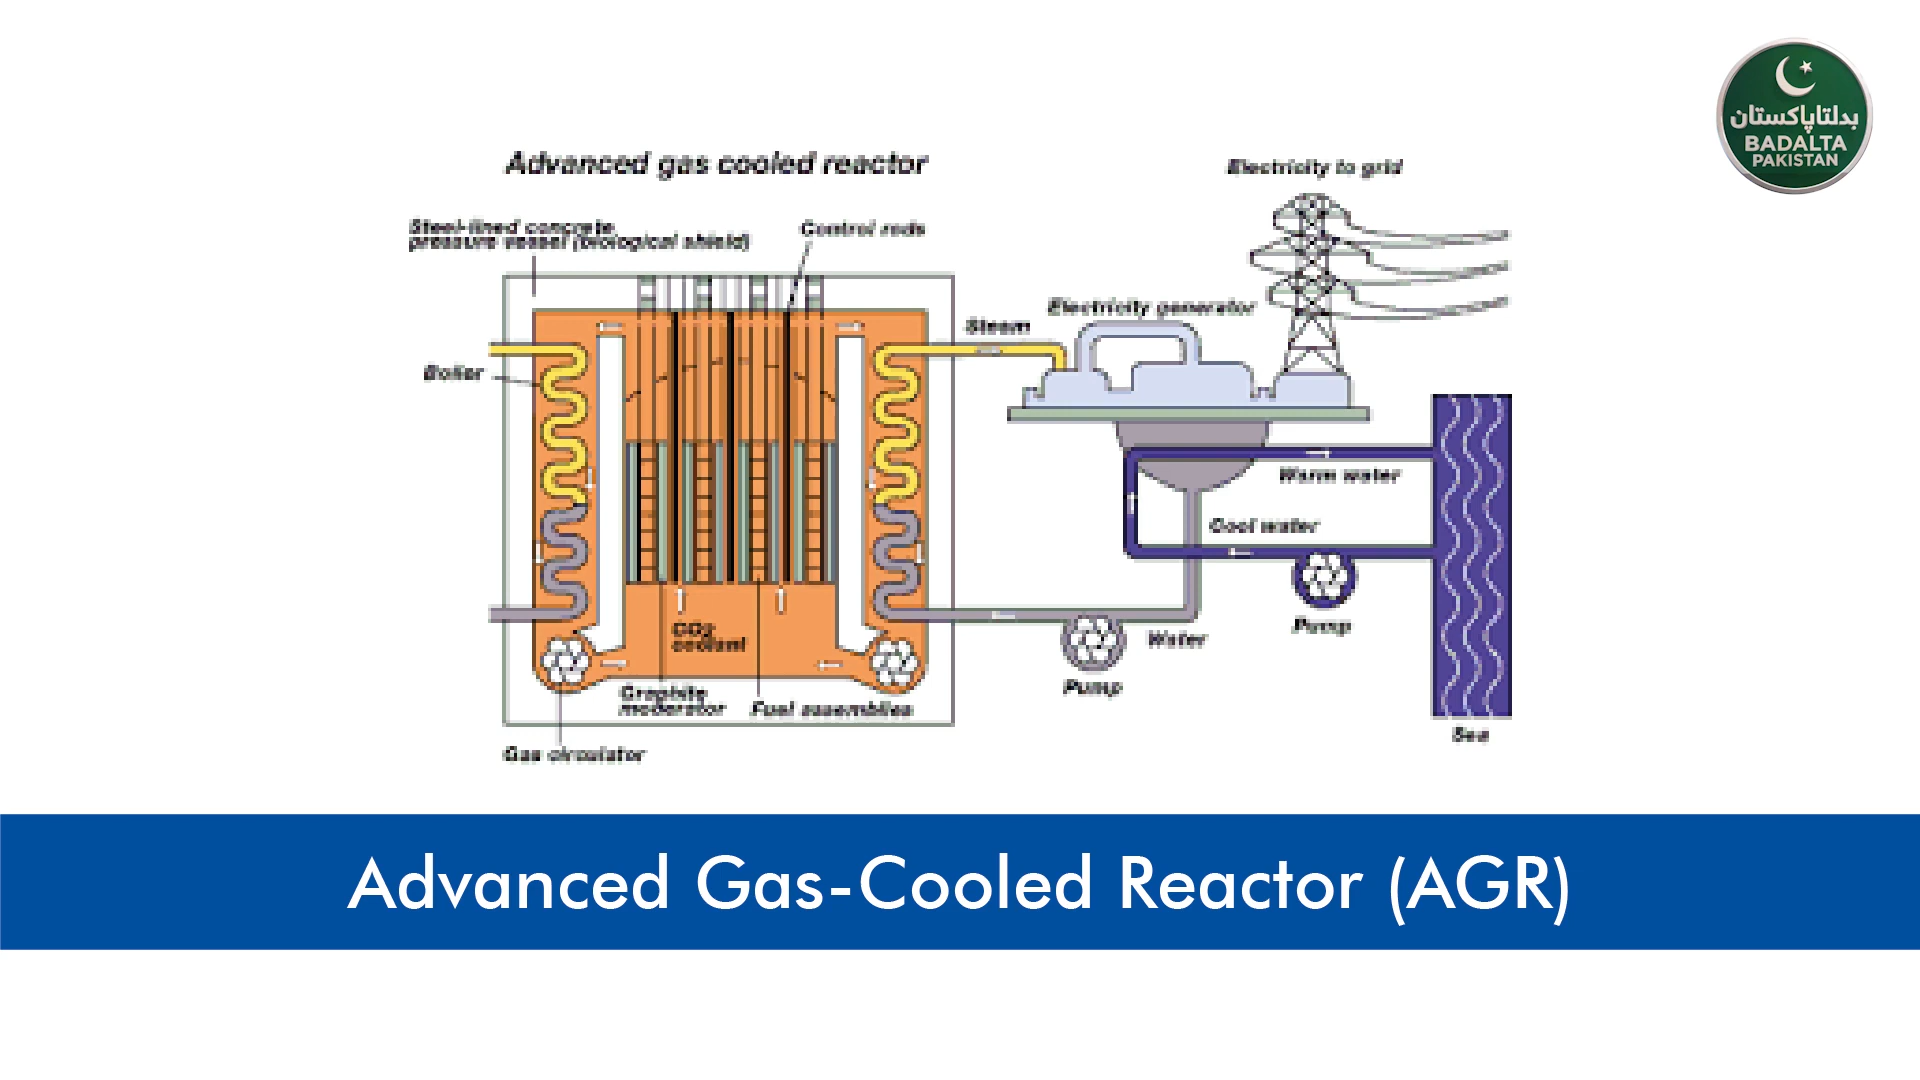 بدلتاپاکستان
BADALTA
PAKISTAN
Advanced gas cooled reactor
Electricity to grid
Steel-lined concrete
pressure vessel (biological shield)
Control rods
Electricity generator
Steam
Boiler
Warm water
Cool water
CO2
coolant
Pump
Water
Pump
Graphite
moderator
Fuel assemblies
Sea
Gas circulator
Advanced Gas-Cooled Reactor (AGR)